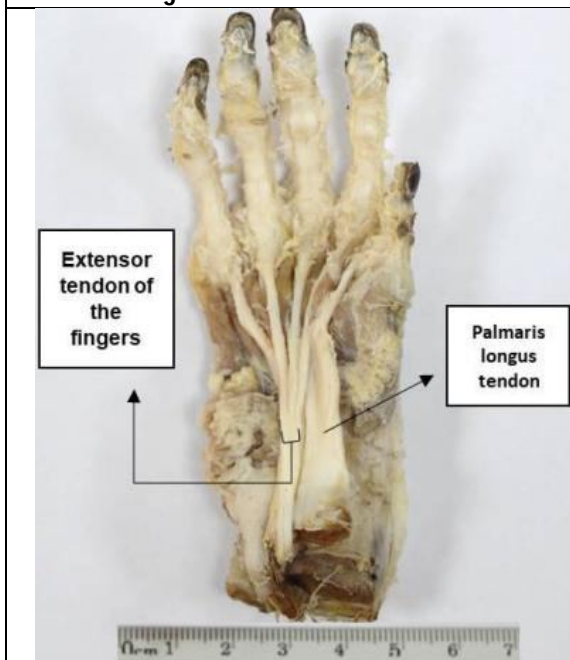 Extensor
tendon of
the
fingers
Palmaris
longus
tendon
0cm 1 2 3 4 5 6 7